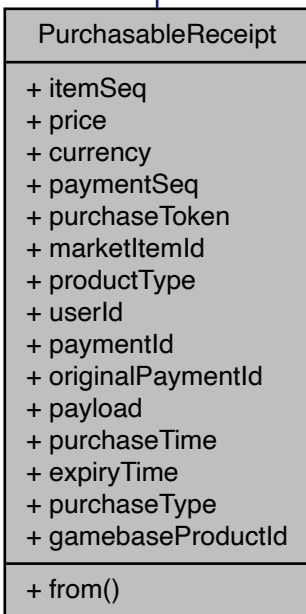 PurchasableReceipt
+ itemSeq
+ price
+ currency
+ paymentSeq
+ purchaseToken
+ marketItemId
+ productType
+ userId
+ paymentId
+ originalPaymentId
+ payload
+ purchaseTime
+ expiryTime
+ purchaseType
+ gamebaseProductId
+ from()